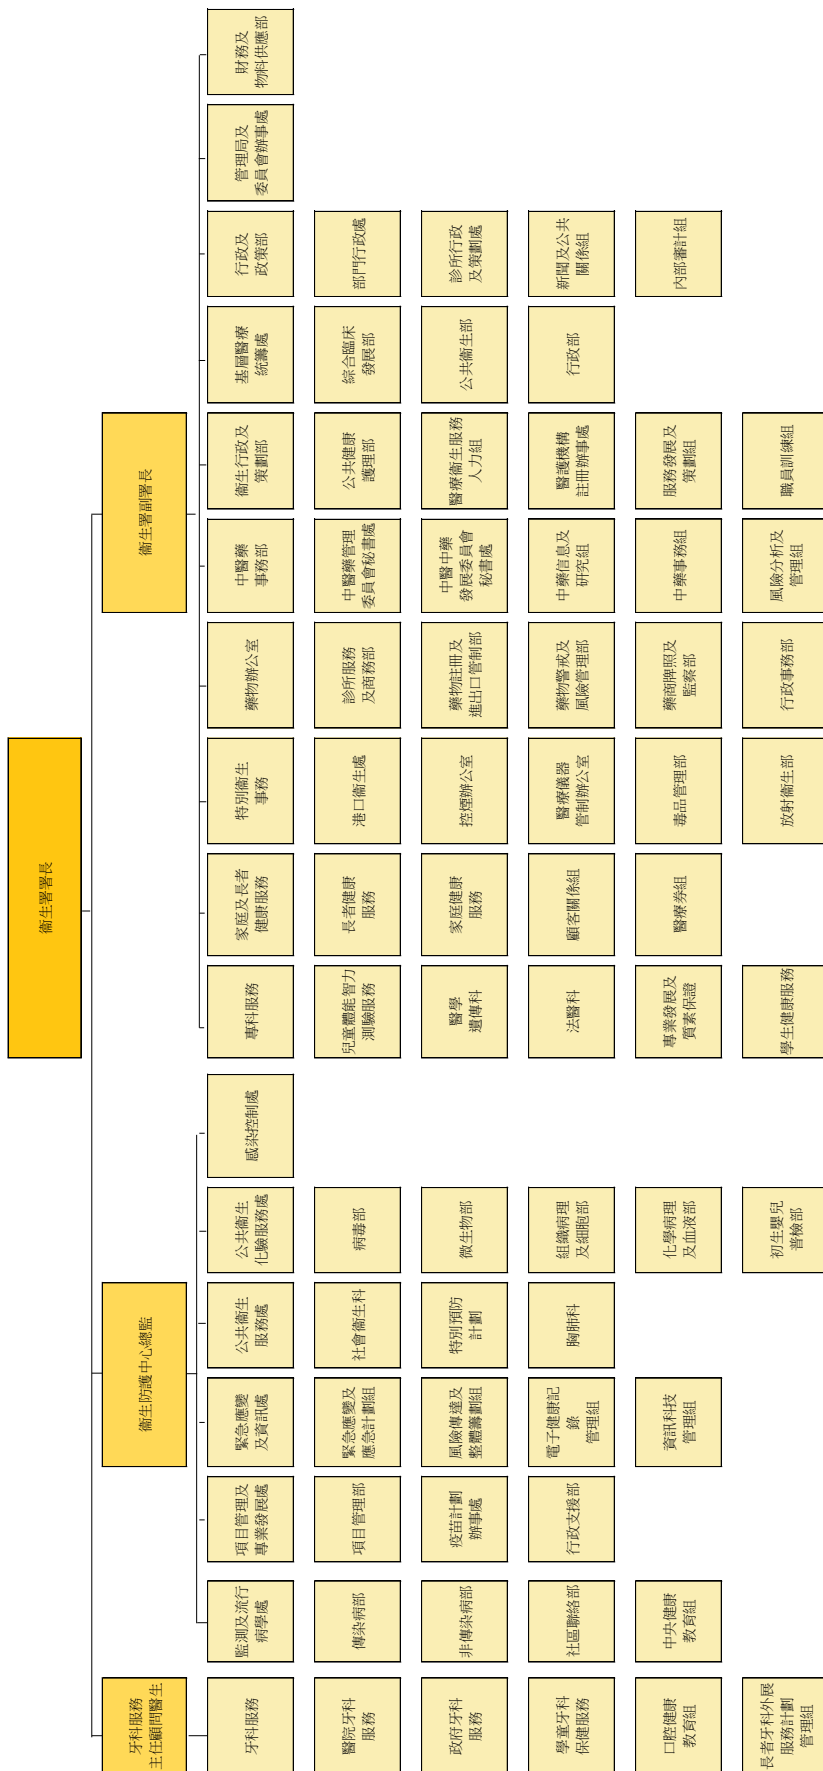 衞生署署長
牙科服務
主任顧問醫生
衞生防護中心總監
衞生署副署長
牙科服務
醫院牙科
服務
政府牙科
服務
學童牙科
保健服務
口腔健康
教育組
長者牙科外展
服務計劃
管理組
監測及流行
病學處
傳染病部
非傳染病部
社區聯絡部
中央健康
教育組
項目管理及
專業發展處
項目管理部
疫苗計劃
辦事處
行政支援部
緊急應變
及資訊處
緊急應變及
應急計劃組
風險傳達及
整體籌劃組
電子健康記
錄
管理組
資訊科技
管理組
公共衞生
服務處
社會衞生科
特別預防
計劃
胸肺科
公共衞生
化驗服務處
病毒部
微生物部
組織病理
及細胞部
化學病理
及血液部
初生嬰兒
普檢部
感染控制處
專科服務
兒童體能智力
測驗服務
醫學
遺傳科
法醫科
專業發展及
質素保證
學生健康服務
家庭及長者
健康服務
長者健康
服務
家庭健康
服務
顧客關係組
醫療券組
特別衞生
事務
港口衞生處
控煙辦公室
醫療儀器
管制辦公室
毒品管理部
放射衞生部
藥物辦公室
診所服務
及商務部
藥物註冊及
進出口管制部
藥物警戒及
風險管理部
藥商牌照及
監察部
行政事務部
中醫藥
事務部
中醫藥管理
委員會秘書處
中醫中藥
發展委員會
秘書處
中藥信息及
研究組
中藥事務組
風險分析及
管理組
衞生行政及
策劃部
公共健康
護理部
醫療衞生服務
人力組
醫護機構
註冊辦事處
服務發展及
策劃組
職員訓練組
基層醫療
統籌處
綜合臨床
發展部
公共衞生部
行政部
行政及
政策部
部門行政處
診所行政
及策劃處
新聞及公共
關係組
內部審計組
管理局及
委員會辦事處
財務及
物料供應部